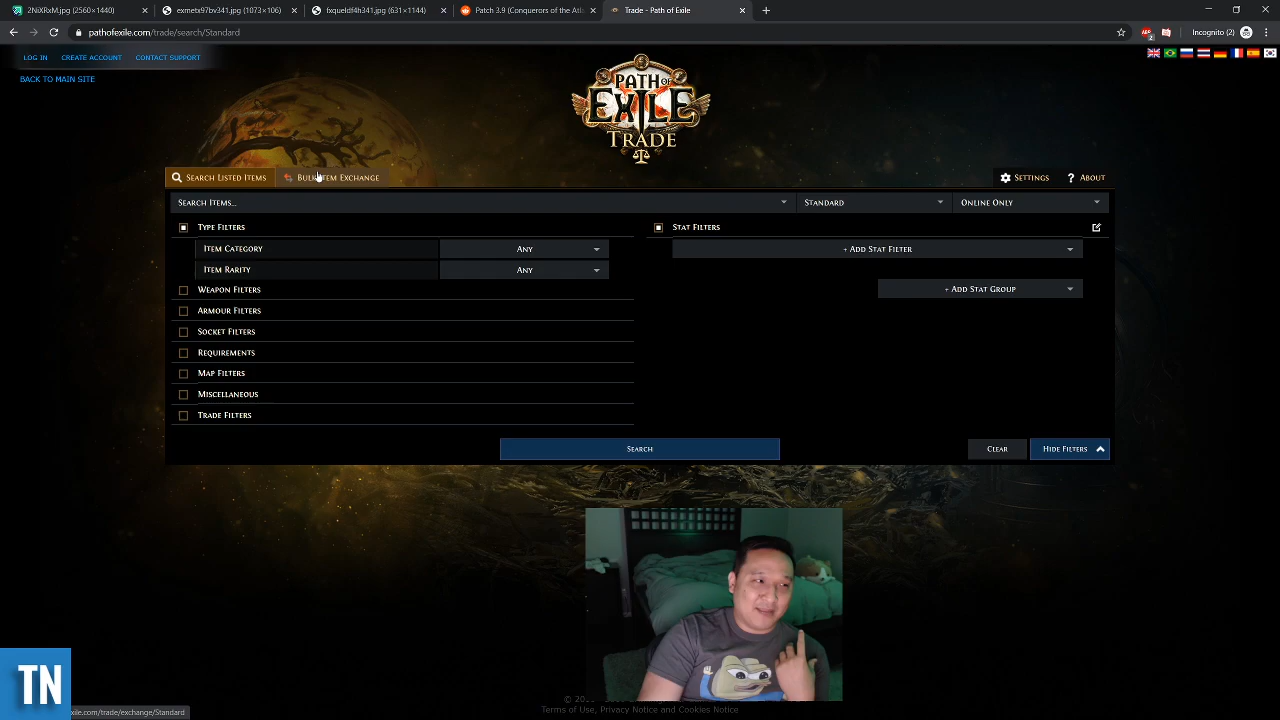 2NiXRxM.jpg (2560×1440)
exmetx97bv341.jpg (1073×106)
fxqueldf4h341.jpg (631×1144)
Patch 3.9 (Conquerors of the Atl
Trade - Path of Exile
pathofexile.com/trade/search/Standard
Incognito (2)
LOG IN
CREATE ACCOUNT
CONTACT SUPPORT
BACK TO MAIN SITE
PATH OF
EXILE
TRADE
Search Listed Items
Bulk Item Exchange
Settings
? About
Search Items...
Standard
Online Only
Type Filters
Stat Filters
Item Category
Any
+ Add Stat Filter
Item Rarity
Any
Weapon Filters
+ Add Stat Group
Armour Filters
Socket Filters
Requirements
Map Filters
Miscellaneous
Trade Filters
Search
Clear
Hide Filters
TN
©
xile.com/trade/exchange/Standard
Terms of Use, Privacy Notice and Cookies Notice